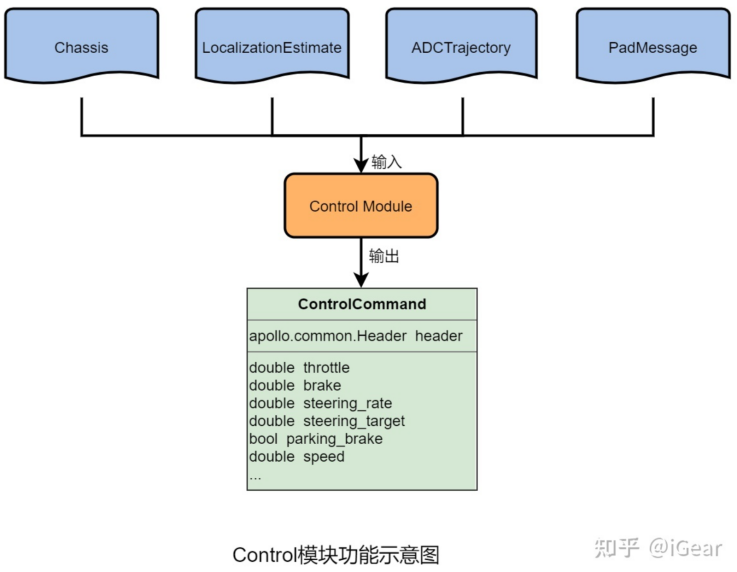 Chassis
LocalizationEstimate
ADCTrajectory
PadMessage
输入
Control Module
输出
ControlCommand
apollo.common.Header header
double throttle
double brake
double steering_rate
double steering_target
bool parking_brake
double speed
...
Control模块功能示意图
知乎 @iGear